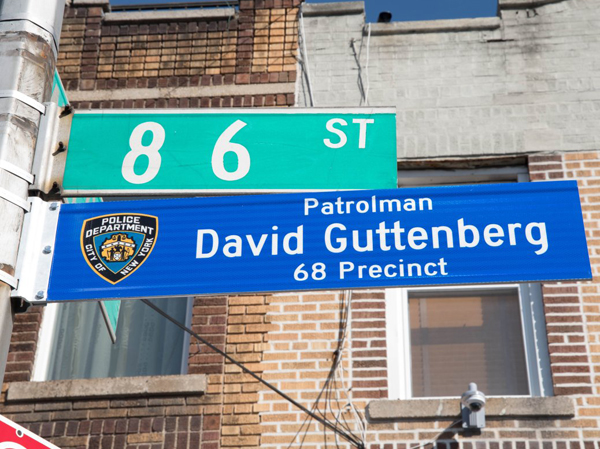 86 ST
Patrolman
David Guttenberg
68 Precinct
POLICE
DEPARTMENT
CITY OF NEW YORK